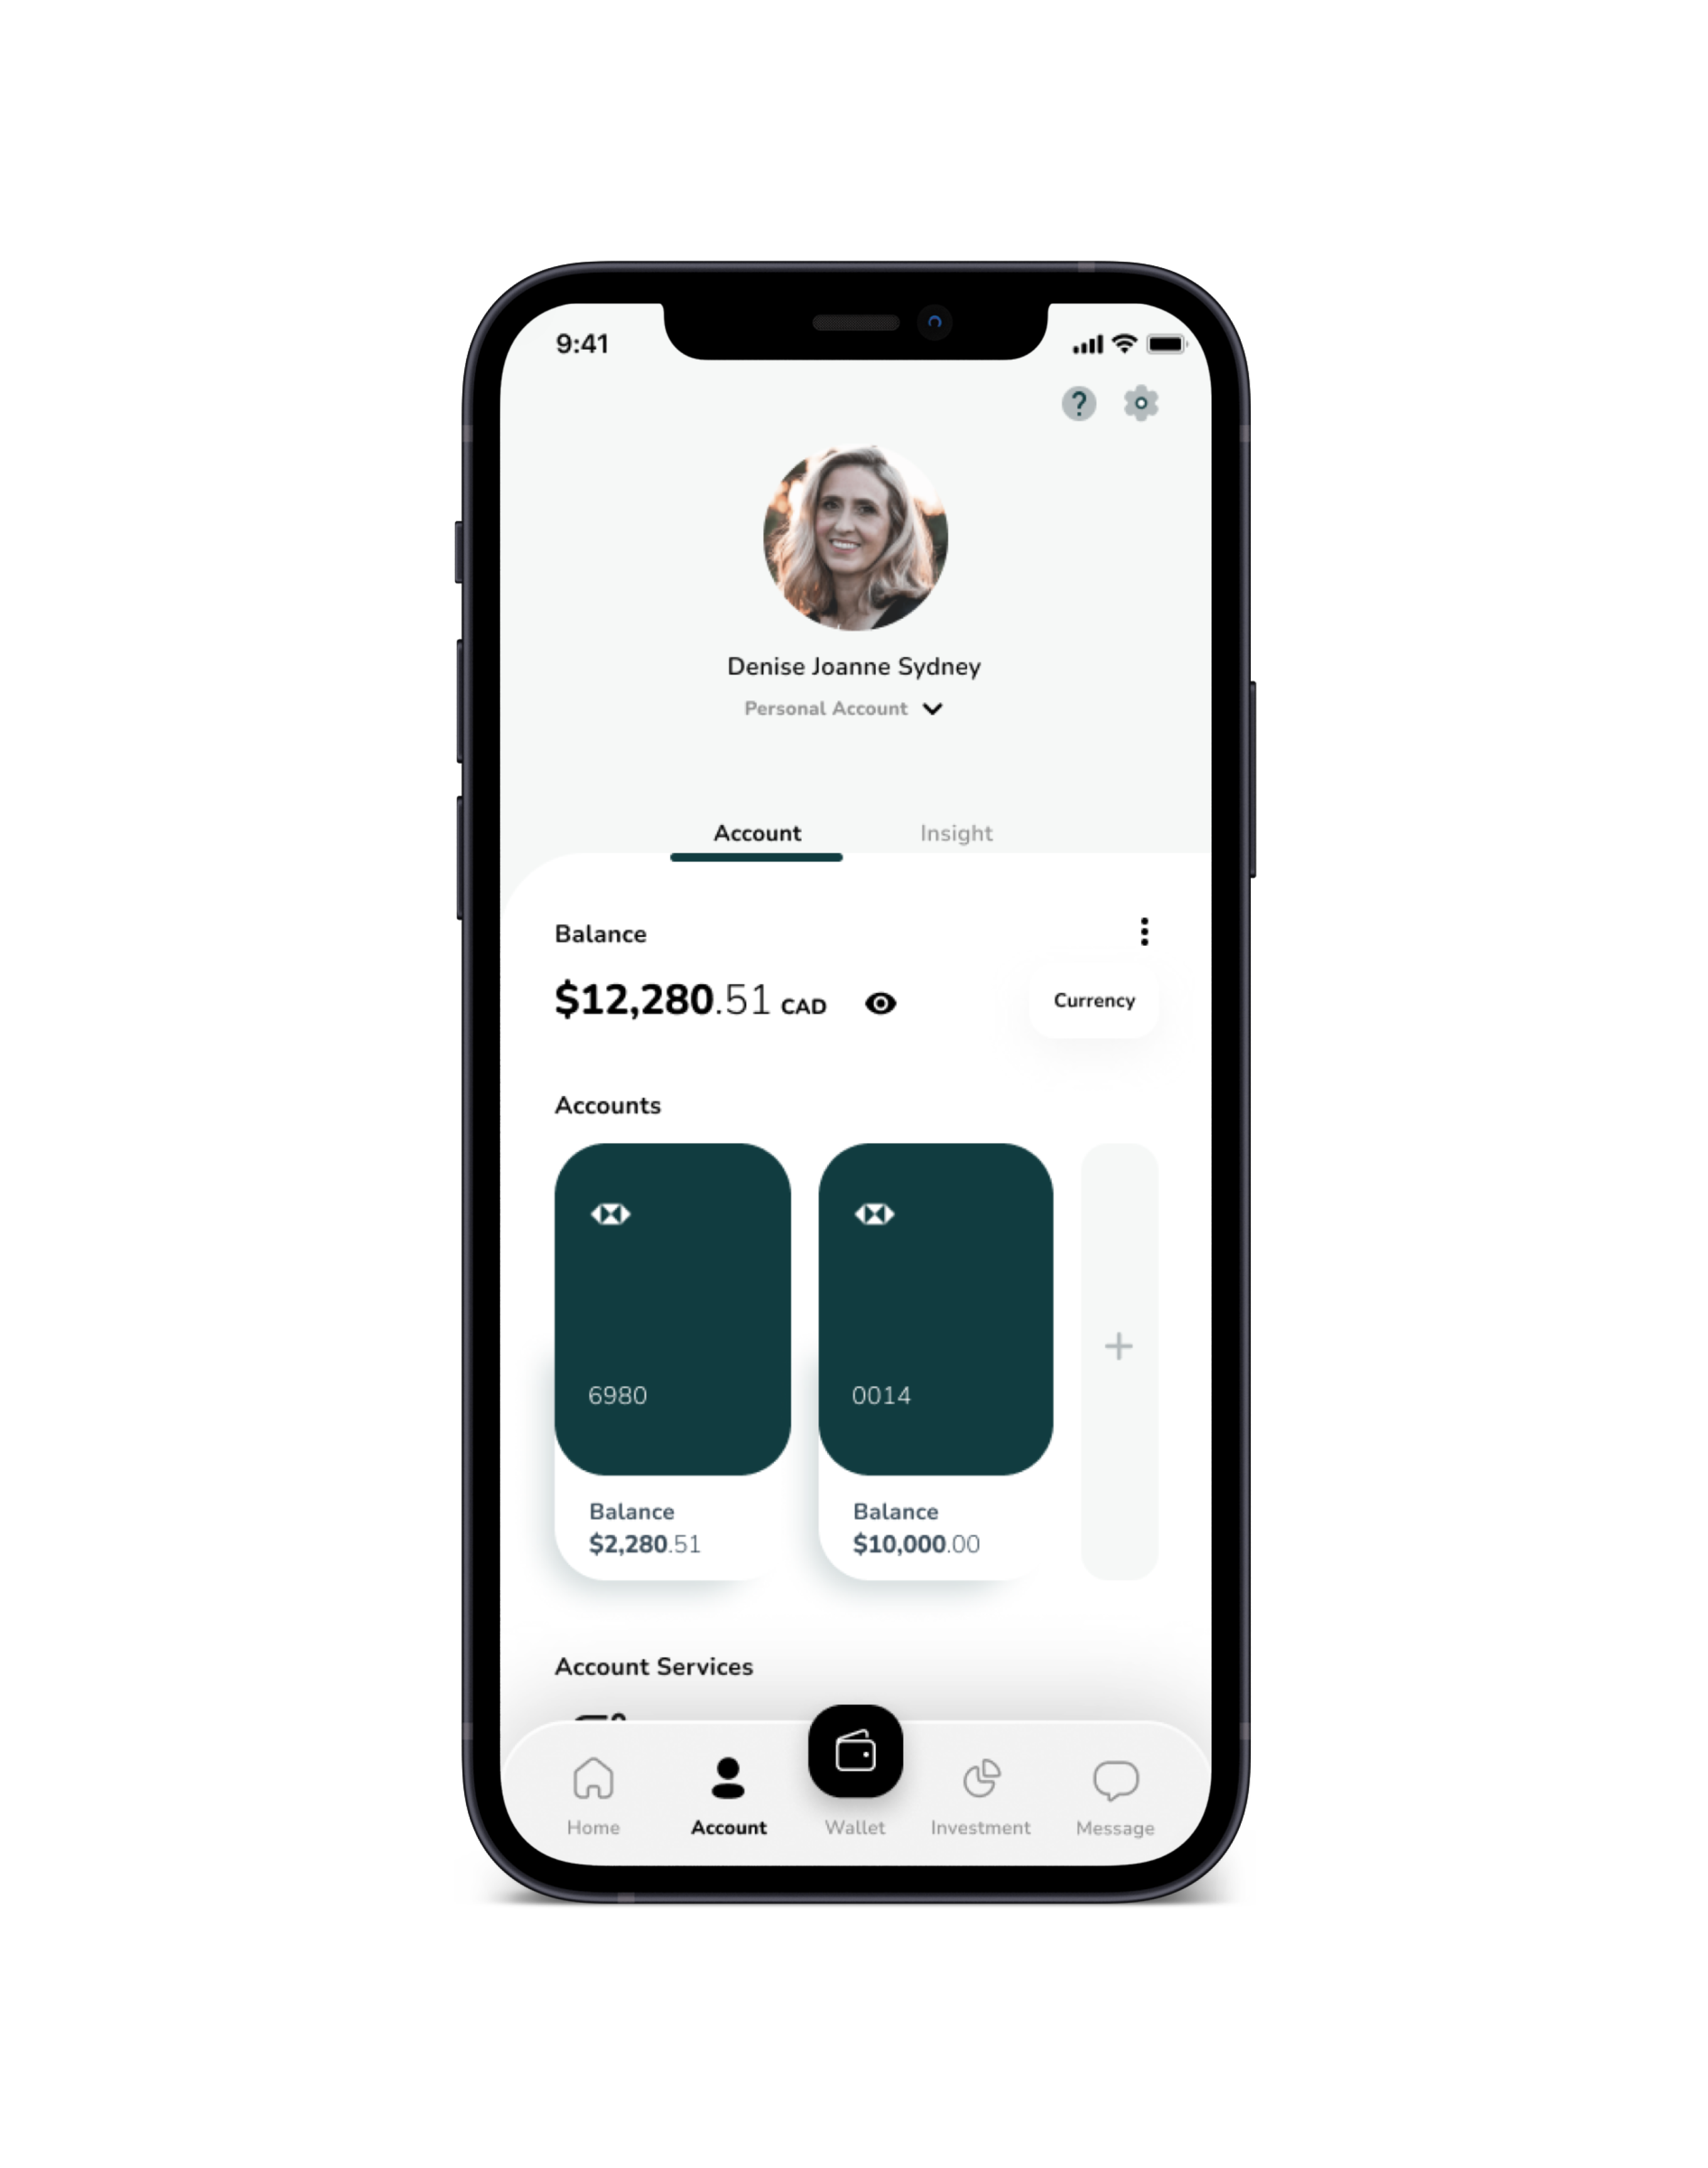 9:41
?
Denise Joanne Sydney
Personal Account
Account Insight
Balance
$12,280.51 CAD
Currency
Accounts
6980 0014
Balance Balance
$2,280.51 $10,000.00
Account Services
Home Account Wallet Investment Message